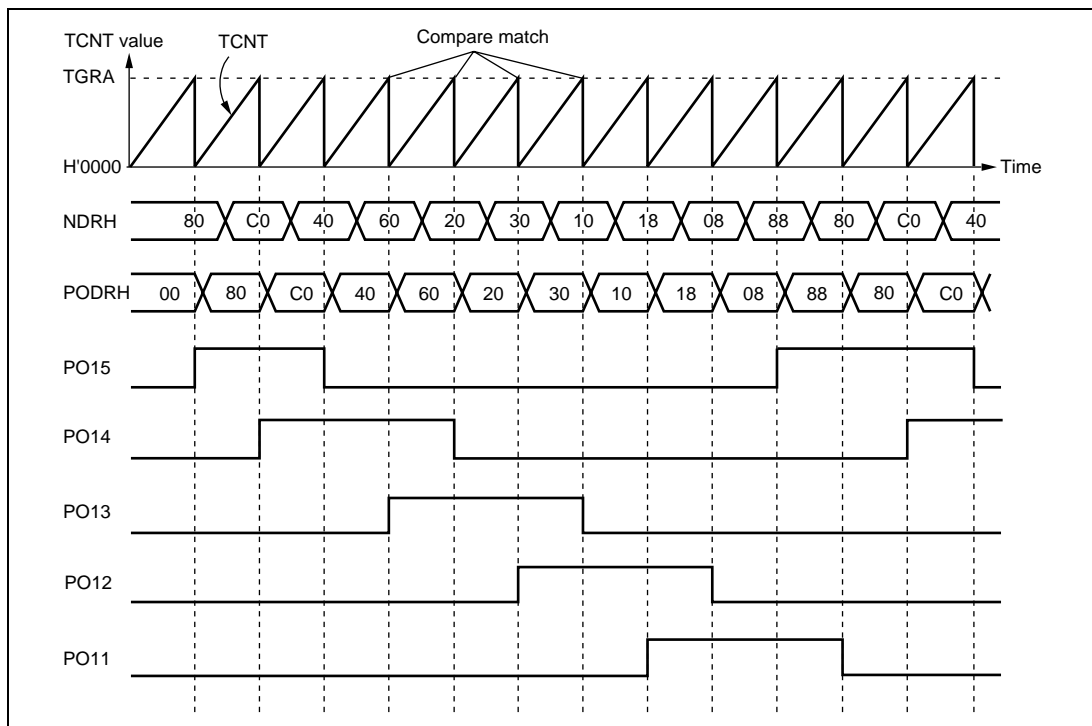 TCNT value
TCNT
Compare match
TGRA
H'0000
Time
NDRH
80 C0 40 60 20 30 10 18 08 88 80 C0 40
PODRH
00 80 C0 40 60 20 30 10 18 08 88 80 C0
PO15
PO14
PO13
PO12
PO11